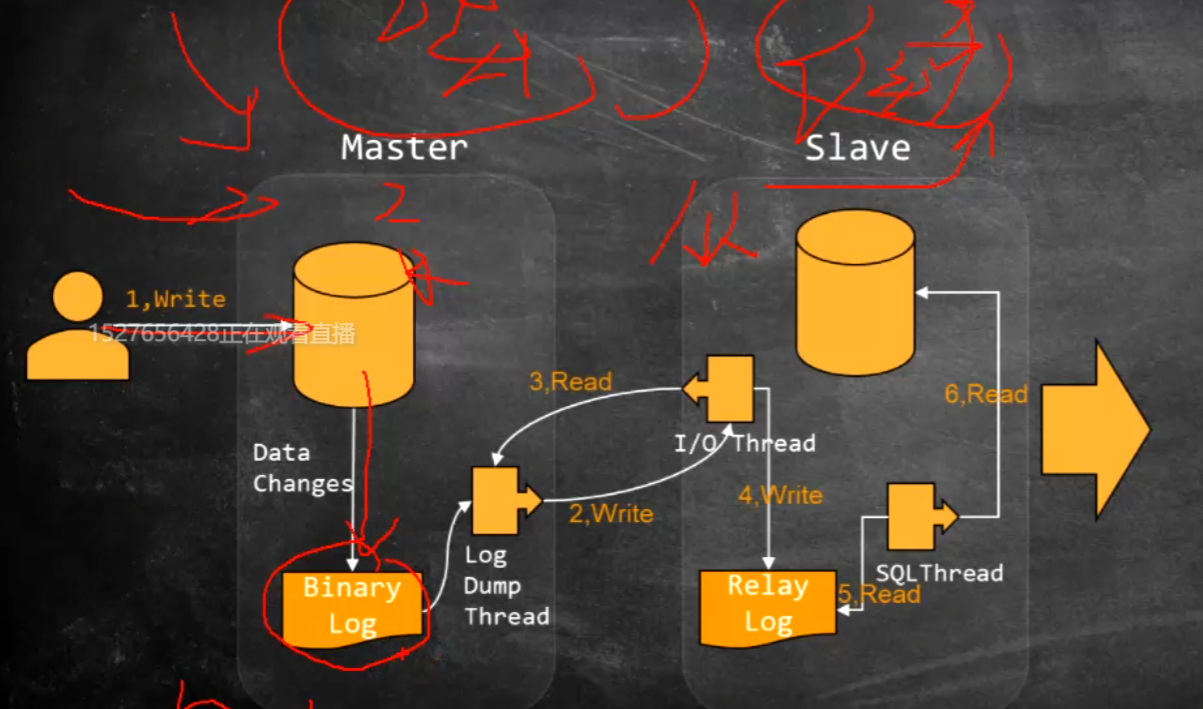 Master
Slave
2
1,Write
1527656428正在观看直播
3,Read
6,Read
I/O Thread
Data
Changes
4,Write
2,Write
Log
Dump
Thread
SQLThread
Binary
Log
Relay
Log
5,Read